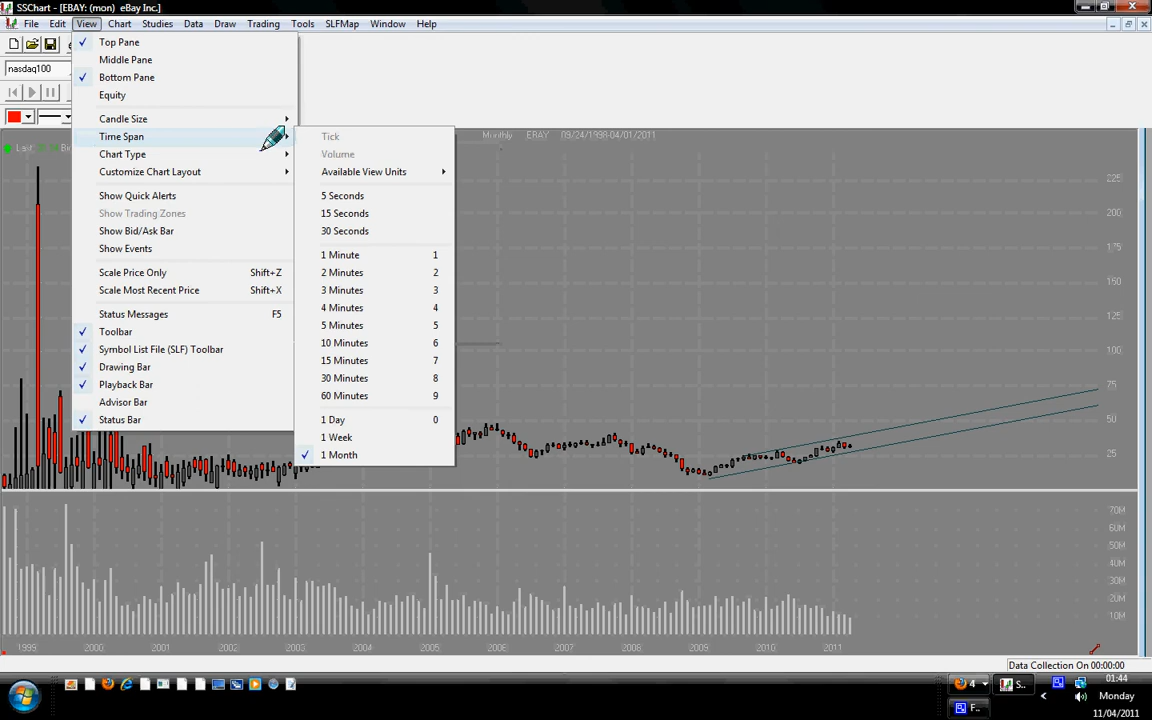 SSChart - [EBAY: (mon)  eBay Inc.]
File Edit View Chart Studies Data Draw Trading Tools SLFMap Window Help
nasdaq100
Top Pane
Middle Pane
Bottom Pane
Equity
Candle Size
Time Span
Chart Type
Customize Chart Layout
Show Quick Alerts
Show Trading Zones
Show Bid/Ask Bar
Show Events
Scale Price Only Shift+Z
Scale Most Recent Price Shift+X
Status Messages F5
Toolbar
Symbol List File (SLF) Toolbar
Drawing Bar
Playback Bar
Advisor Bar
Status Bar
Tick
Volume
Available View Units
5 Seconds
15 Seconds
30 Seconds
1 Minute 1
2 Minutes 2
3 Minutes 3
4 Minutes 4
5 Minutes 5
10 Minutes 6
15 Minutes 7
30 Minutes 8
60 Minutes 9
1 Day 0
1 Week
1 Month
Monthly EBAY 09/24/1998-04/01/2011
Last
225
200
175
150
125
100
75
50
25
70M
60M
50M
40M
30M
20M
10M
1999 2000 2001 2002 2003 2004 2005 2006 2007 2008 2009 2010 2011
Data Collection On 00:00:00
4
S..
F...
01:44
Monday
11/04/2011